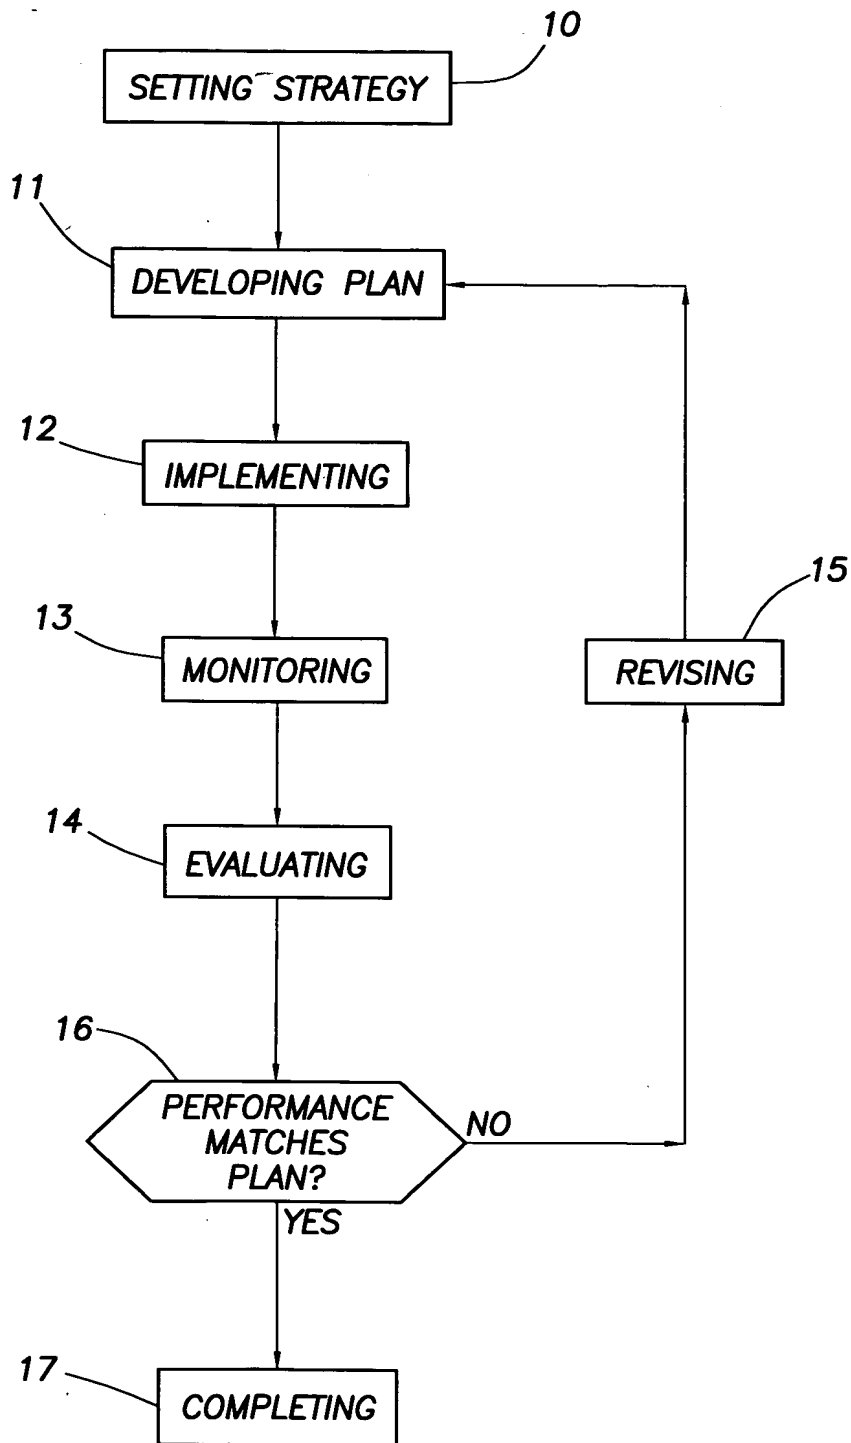 10
SETTING STRATEGY
11
DEVELOPING PLAN
12
IMPLEMENTING
15
13
MONITORING
REVISING
14
EVALUATING
16
PERFORMANCE
MATCHES
PLAN?
NO
YES
17
COMPLETING